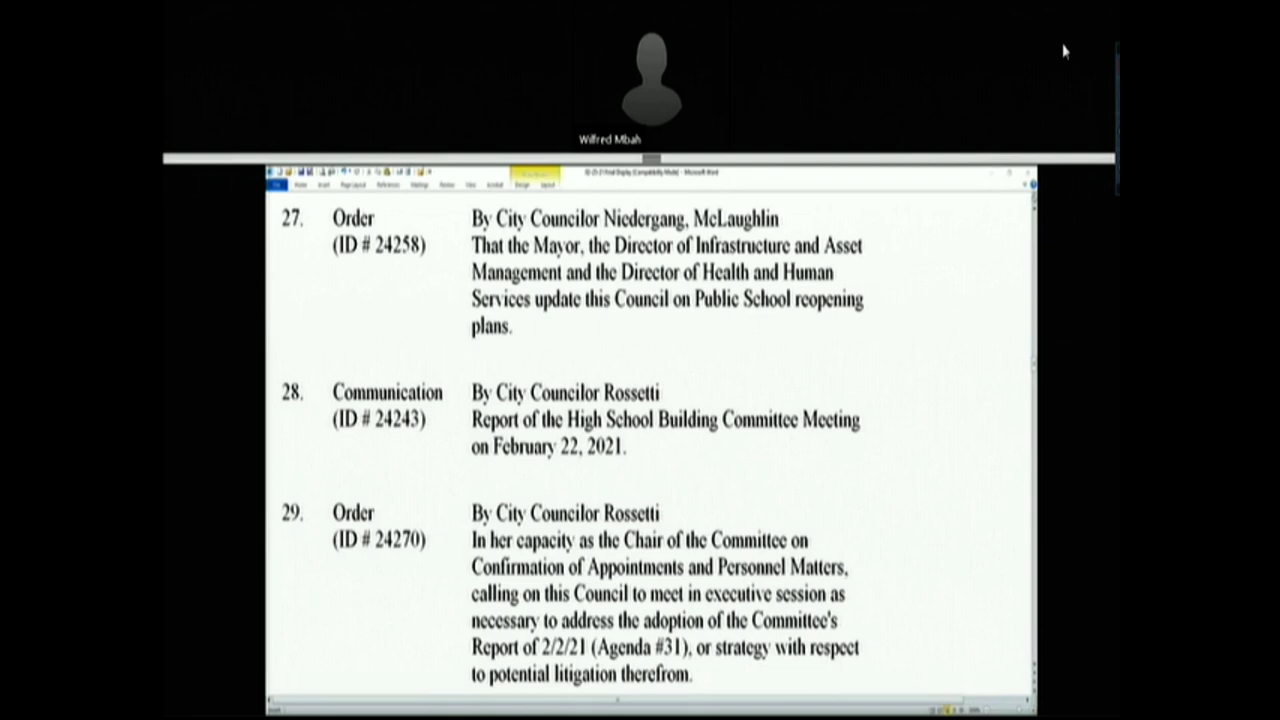 Wilfred Mbah
27. Order By City Councilor Niedergang, McLaughlin
(ID # 24258) That the Mayor, the Director of Infrastructure and Asset
Management and the Director of Health and Human
Services update this Council on Public School reopening
plans.
28. Communication By City Councilor Rossetti
(ID # 24243) Report of the High School Building Committee Meeting
on February 22, 2021.
29. Order By City Councilor Rossetti
(ID # 24270) In her capacity as the Chair of the Committee on
Confirmation of Appointments and Personnel Matters,
calling on this Council to meet in executive session as
necessary to address the adoption of the Committee's
Report of 2/2/21 (Agenda #31), or strategy with respect
to potential litigation therefrom.